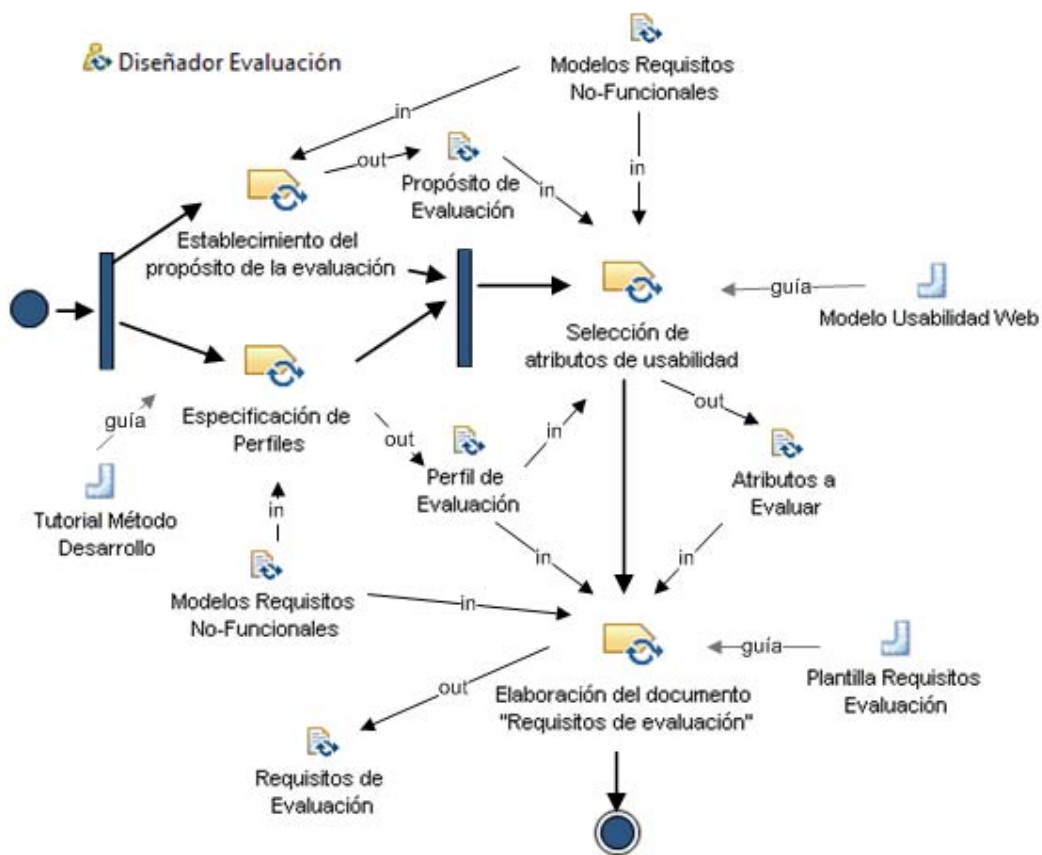 Diseñador Evaluación
Modelos Requisitos
No-Funcionales
in
out
Propósito de
Evaluación
in
in
Establecimiento del
propósito de la evaluación
guía
Modelo Usabilidad Web
Selección de
atributos de usabilidad
guía
Especificación de
Perfiles
out
in
out
Perfil de
Evaluación
Atributos a
Evaluar
Tutorial Método
Desarrollo
in
in
in
Modelos Requisitos
No-Funcionales
in
guía
Plantilla Requisitos
Evaluación
out
Elaboración del documento
"Requisitos de evaluación"
Requisitos de
Evaluación